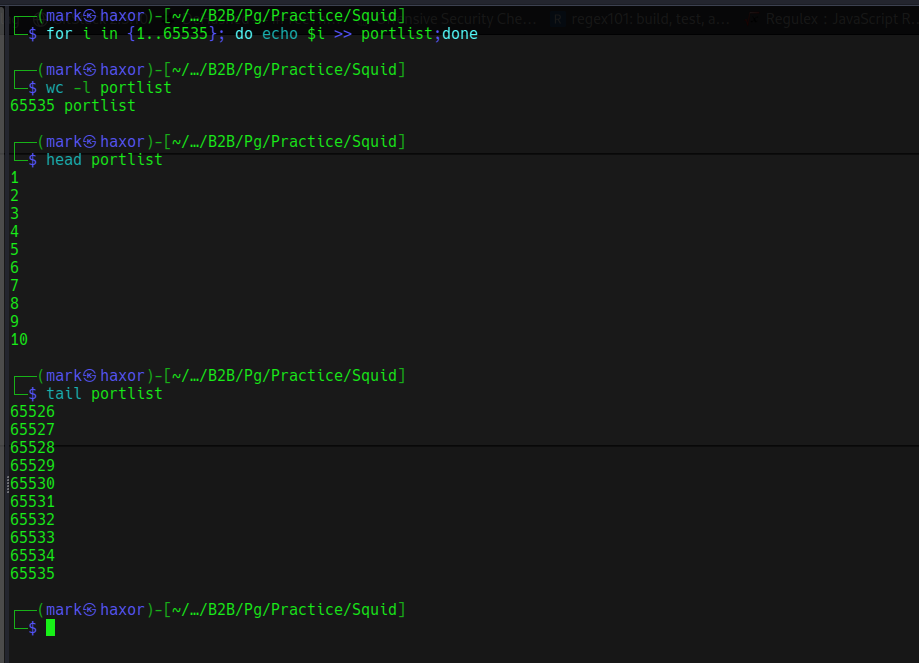 nsive Security Che... R regex101: build, test, a... Regulex : JavaScript R...
┌──(mark㉿haxor)-[~/…/B2B/Pg/Practice/Squid]
└─$ for i in {1..65535}; do echo $i >> portlist;done
┌──(mark㉿haxor)-[~/…/B2B/Pg/Practice/Squid]
└─$ wc -l portlist
65535 portlist
┌──(mark㉿haxor)-[~/…/B2B/Pg/Practice/Squid]
└─$ head portlist
1
2
3
4
5
6
7
8
9
10
┌──(mark㉿haxor)-[~/…/B2B/Pg/Practice/Squid]
└─$ tail portlist
65526
65527
65528
65529
65530
65531
65532
65533
65534
65535
┌──(mark㉿haxor)-[~/…/B2B/Pg/Practice/Squid]
└─$